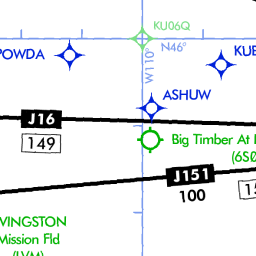 KU06Q
POWDA
N46°
W110°
KUE
ASHUW
J16
149
Big Timber At
(6S0
J151
100
15
VINGSTON
Mission Fld
(LVM)